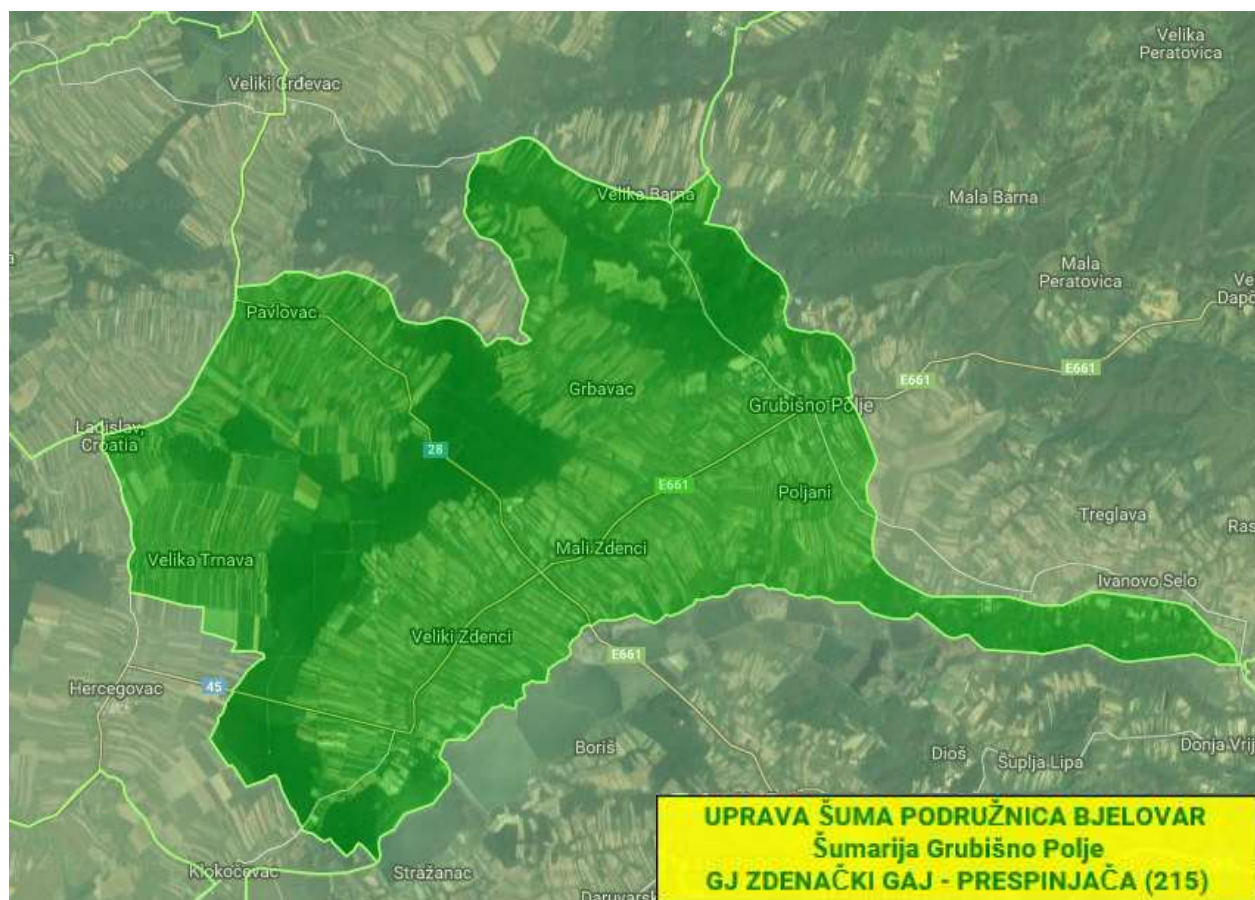 Velika
Peratovica
Veliki Grđevac
Velika Barna
Mala Barna
Mala
Peratovica
Pavlovac
E661
E661
Grbavac
Grubišno Polje
Ladislav,
Croatia
28
E661
Poljani
Treglava
Mali Zdenci
Velika Trnava
Ivanovo Selo
Veliki Zdenci
E661
Hercegovac
45
Boriš
Dioš
Šuplja Lipa
Klokočovac
Stražanac
UPRAVA ŠUMA PODRUŽNICA BJELOVAR
Šumarija Grubišno Polje
GJ ZDENAČKI GAJ - PRESPINJAČA (215)